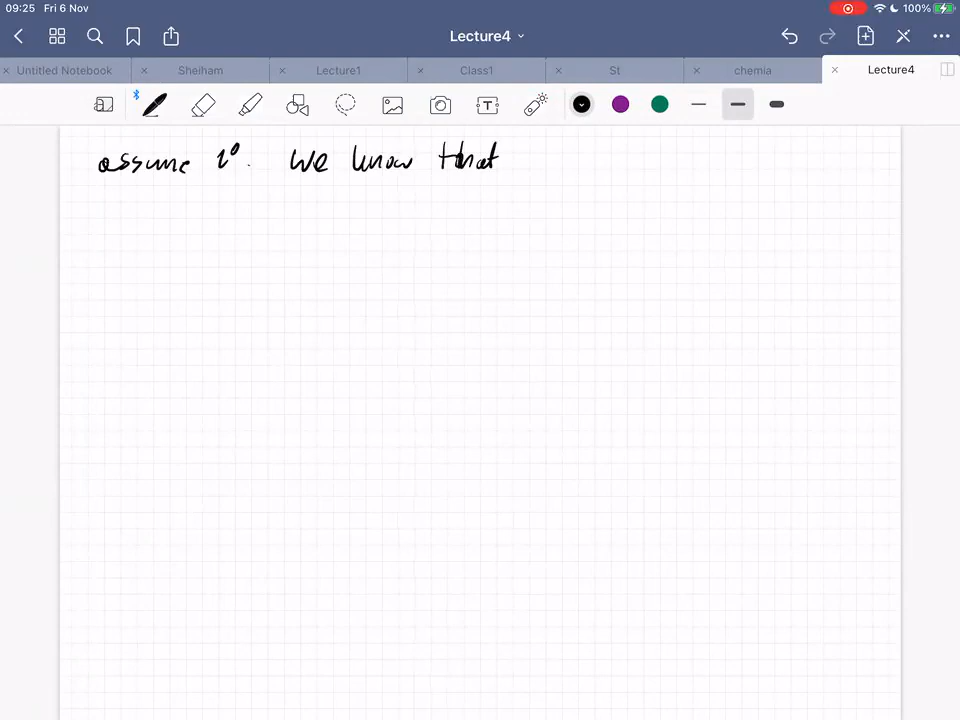 09:25 Fri 6 Nov 100%
Lecture4
Untitled Notebook Sheiham Lecture1 Class1 St chemia Lecture4
assume 1°. We know that